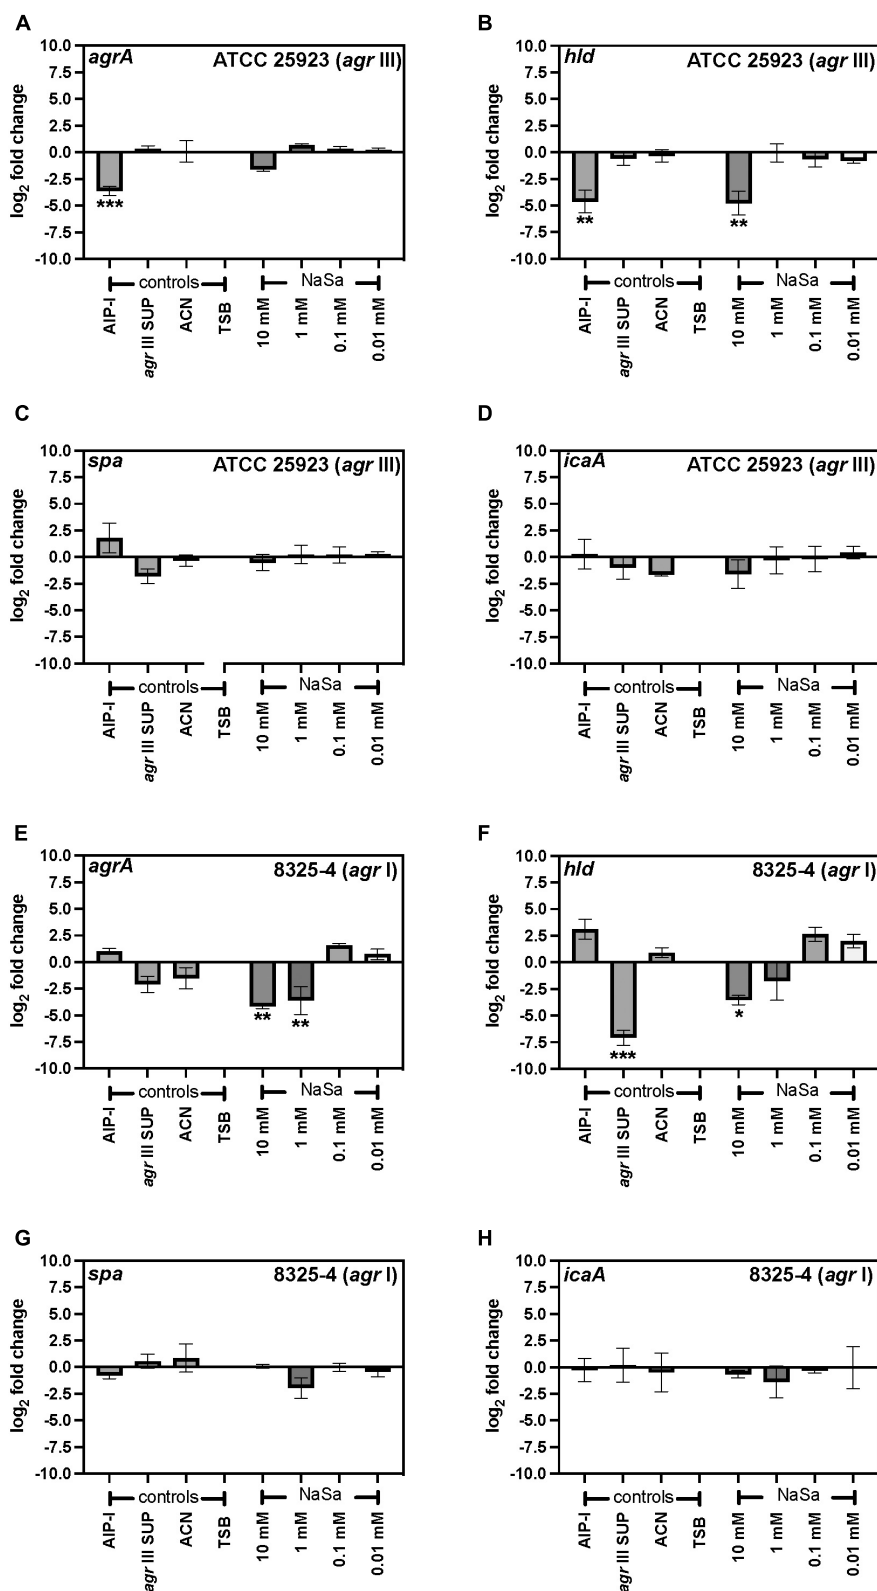 A
agrA ATCC 25923 (agr III)
log2 fold change
10.0
7.5
5.0
2.5
0.0
-2.5
-5.0
-7.5
-10.0
***
controls NaSa
AIP-I
agr III SUP
ACN
TSB
10 mM
1 mM
0.1 mM
0.01 mM
B
hld ATCC 25923 (agr III)
log2 fold change
10.0
7.5
5.0
2.5
0.0
-2.5
-5.0
-7.5
-10.0
** **
controls NaSa
AIP-I
agr III SUP
ACN
TSB
10 mM
1 mM
0.1 mM
0.01 mM
C
spa ATCC 25923 (agr III)
log2 fold change
10.0
7.5
5.0
2.5
0.0
-2.5
-5.0
-7.5
-10.0
controls NaSa
AIP-I
agr III SUP
ACN
TSB
10 mM
1 mM
0.1 mM
0.01 mM
D
icaA ATCC 25923 (agr III)
log2 fold change
10.0
7.5
5.0
2.5
0.0
-2.5
-5.0
-7.5
-10.0
controls NaSa
AIP-I
agr III SUP
ACN
TSB
10 mM
1 mM
0.1 mM
0.01 mM
E
agrA 8325-4 (agr I)
log2 fold change
10.0
7.5
5.0
2.5
0.0
-2.5
-5.0
-7.5
-10.0
** **
controls NaSa
AIP-I
agr III SUP
ACN
TSB
10 mM
1 mM
0.1 mM
0.01 mM
F
hld 8325-4 (agr I)
log2 fold change
10.0
7.5
5.0
2.5
0.0
-2.5
-5.0
-7.5
-10.0
*
***
controls NaSa
AIP-I
agr III SUP
ACN
TSB
10 mM
1 mM
0.1 mM
0.01 mM
G
spa 8325-4 (agr I)
log2 fold change
10.0
7.5
5.0
2.5
0.0
-2.5
-5.0
-7.5
-10.0
controls NaSa
AIP-I
agr III SUP
ACN
TSB
10 mM
1 mM
0.1 mM
0.01 mM
H
icaA 8325-4 (agr I)
log2 fold change
10.0
7.5
5.0
2.5
0.0
-2.5
-5.0
-7.5
-10.0
controls NaSa
AIP-I
agr III SUP
ACN
TSB
10 mM
1 mM
0.1 mM
0.01 mM